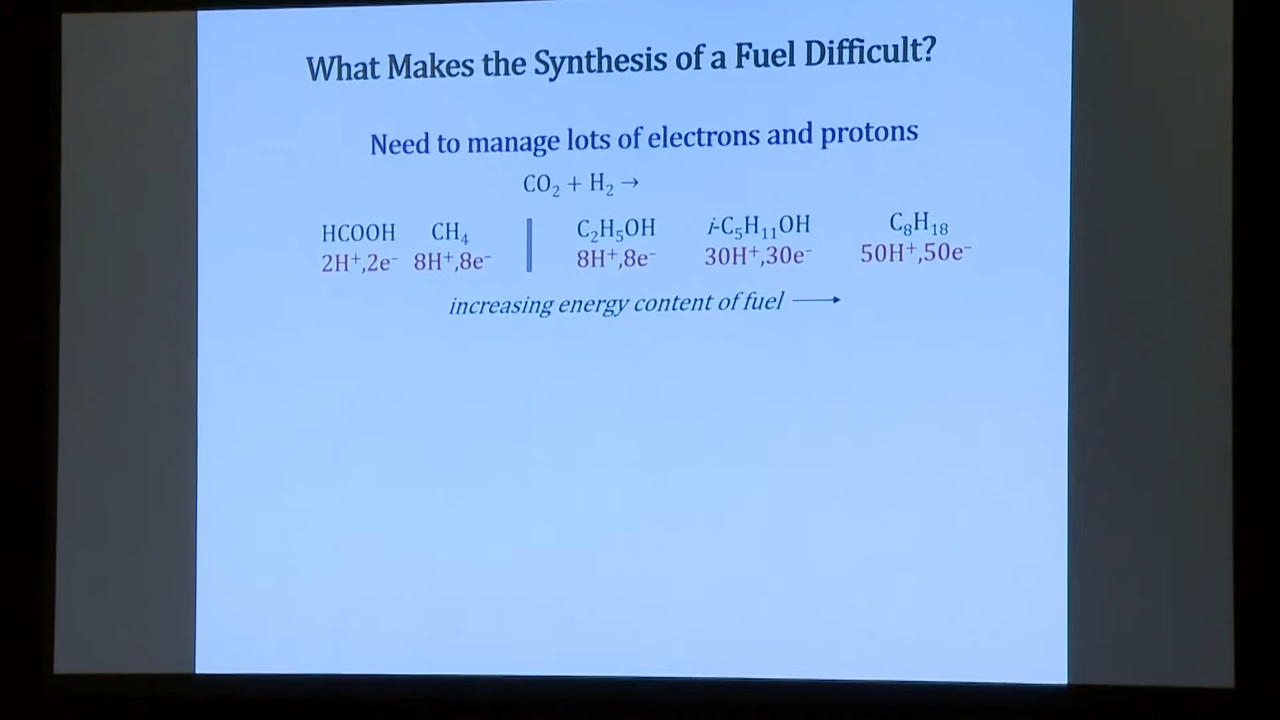 What Makes the Synthesis of a Fuel Difficult?
Need to manage lots of electrons and protons
CO₂ + H₂ →
HCOOH CH₄ C₂H₅OH i-C₅H₁₁OH C₈H₁₈
2H⁺,2e⁻ 8H⁺,8e⁻ 8H⁺,8e⁻ 30H⁺,30e⁻ 50H⁺,50e⁻
increasing energy content of fuel →